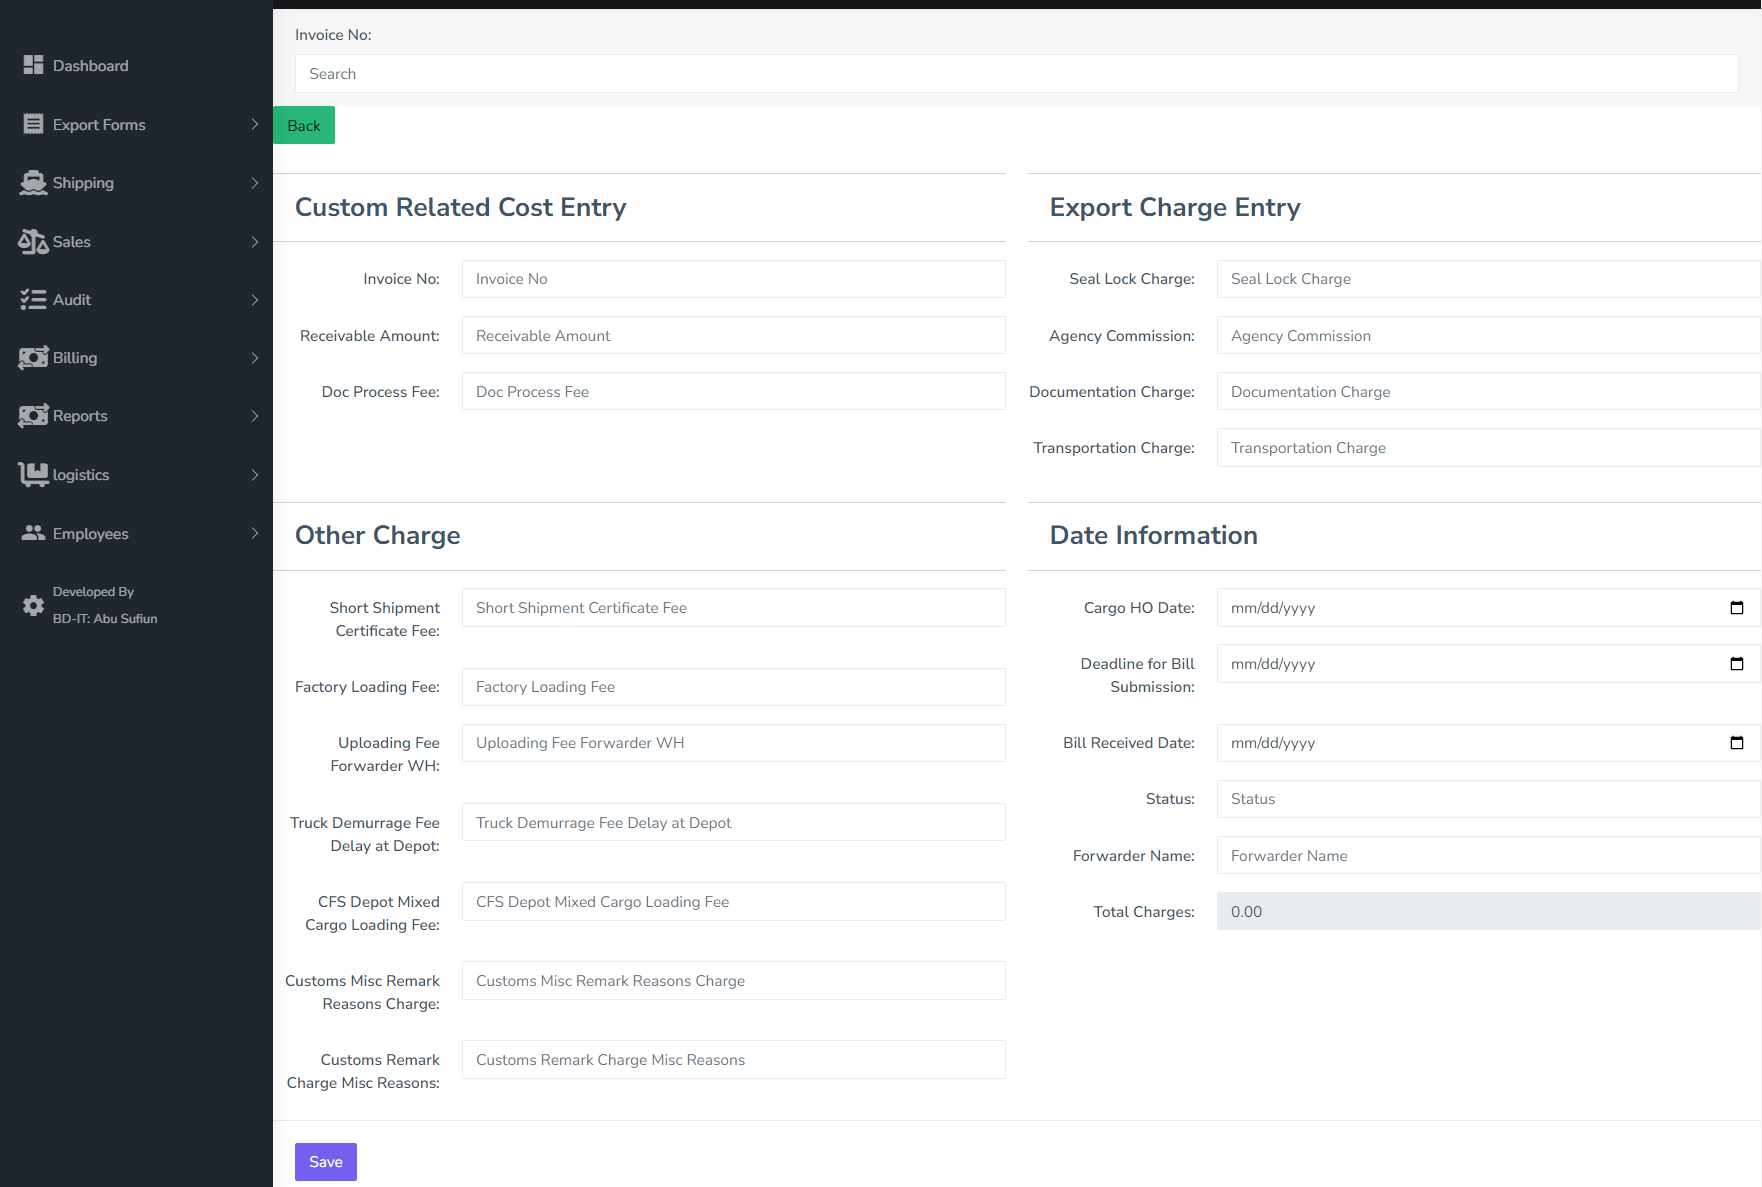 Dashboard
Export Forms
Shipping
Sales
Audit
Billing
Reports
logistics
Employees
Developed By
BD-IT: Abu Sufiun
Invoice No:
Search
Back
Custom Related Cost Entry
Invoice No:
Invoice No
Receivable Amount:
Receivable Amount
Doc Process Fee:
Doc Process Fee
Export Charge Entry
Seal Lock Charge:
Seal Lock Charge
Agency Commission:
Agency Commission
Documentation Charge:
Documentation Charge
Transportation Charge:
Transportation Charge
Other Charge
Short Shipment
Certificate Fee:
Short Shipment Certificate Fee
Factory Loading Fee:
Factory Loading Fee
Uploading Fee
Forwarder WH:
Uploading Fee Forwarder WH
Truck Demurrage Fee
Delay at Depot:
Truck Demurrage Fee Delay at Depot
CFS Depot Mixed
Cargo Loading Fee:
CFS Depot Mixed Cargo Loading Fee
Customs Misc Remark
Reasons Charge:
Customs Misc Remark Reasons Charge
Customs Remark
Charge Misc Reasons:
Customs Remark Charge Misc Reasons
Date Information
Cargo HO Date:
mm/dd/yyyy
Deadline for Bill
Submission:
mm/dd/yyyy
Bill Received Date:
mm/dd/yyyy
Status:
Status
Forwarder Name:
Forwarder Name
Total Charges:
0.00
Save